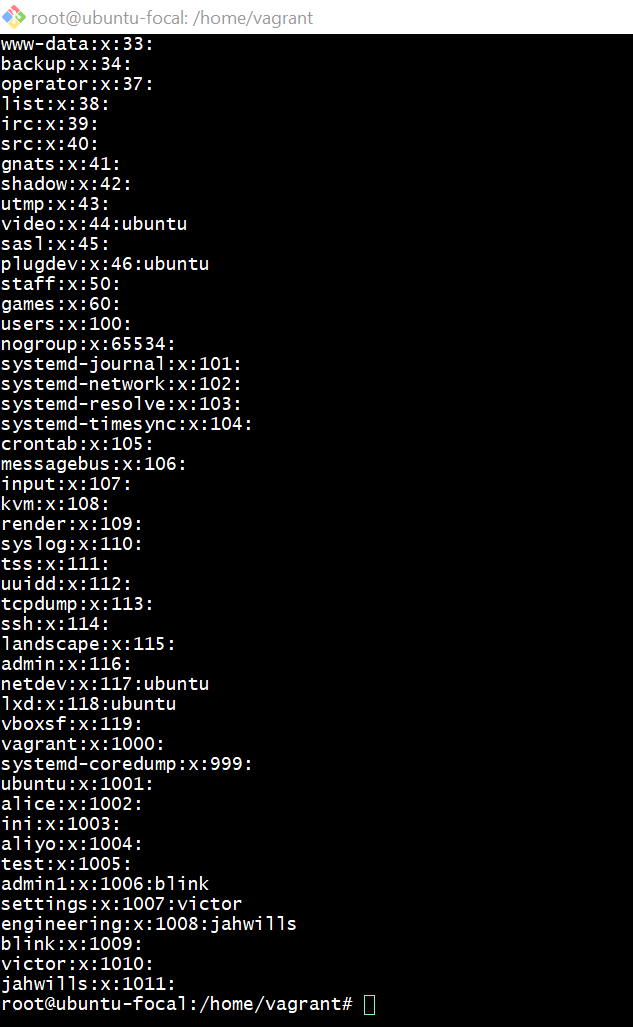 root@ubuntu-focal: /home/vagrant
www-data:x:33:
backup:x:34:
operator:x:37:
list:x:38:
irc:x:39:
src:x:40:
gnats:x:41:
shadow:x:42:
utmp:x:43:
video:x:44:ubuntu
sasl:x:45:
plugdev:x:46:ubuntu
staff:x:50:
games:x:60:
users:x:100:
nogroup:x:65534:
systemd-journal:x:101:
systemd-network:x:102:
systemd-resolve:x:103:
systemd-timesync:x:104:
crontab:x:105:
messagebus:x:106:
input:x:107:
kvm:x:108:
render:x:109:
syslog:x:110:
tss:x:111:
uuidd:x:112:
tcpdump:x:113:
ssh:x:114:
landscape:x:115:
admin:x:116:
netdev:x:117:ubuntu
lxd:x:118:ubuntu
vboxsf:x:119:
vagrant:x:1000:
systemd-coredump:x:999:
ubuntu:x:1001:
alice:x:1002:
ini:x:1003:
aliyo:x:1004:
test:x:1005:
admin1:x:1006:blink
settings:x:1007:victor
engineering:x:1008:jahwills
blink:x:1009:
victor:x:1010:
jahwills:x:1011:
root@ubuntu-focal:/home/vagrant#